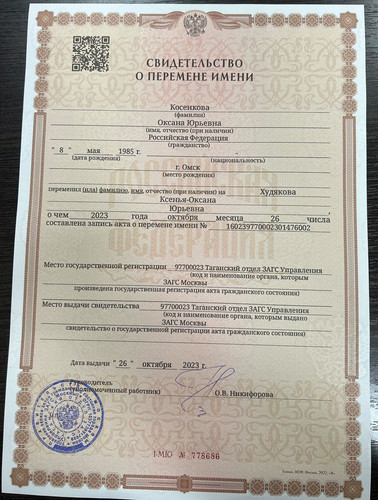 СВИДЕТЕЛЬСТВО
О ПЕРЕМЕНЕ ИМЕНИ
Косенкова
(фамилия)
Оксана Юрьевна
(имя, отчество (при наличии)
Российская Федерация
(гражданство)
" 8 " мая 1985 г.
(дата рождения) (национальность)
г. Омск
(место рождения)
переменил (ила) фамилию, имя, отчество (при наличии) на Худякова
Ксенья-Оксана
Юрьевна
о чем 2023 года октября месяца 26 числа
составлена запись акта о перемене имени № 160239770002301476002
РОССИЙСКАЯ
ФЕДЕРАЦИЯ
Место государственной регистрации 97700023 Таганский отдел ЗАГС Управления
(код и наименование органа, которым
ЗАГС Москвы
произведена государственная регистрация акта гражданского состояния)
Место выдачи свидетельства 97700023 Таганский отдел ЗАГС Управления
(код и наименование органа, которым выдано
ЗАГС Москвы
свидетельство о государственной регистрации акта гражданского состояния)
Дата выдачи "26" октября 2023 г.
Руководитель
(уполномоченный работник) О.В. Никифорова
I-МЮ № 778686